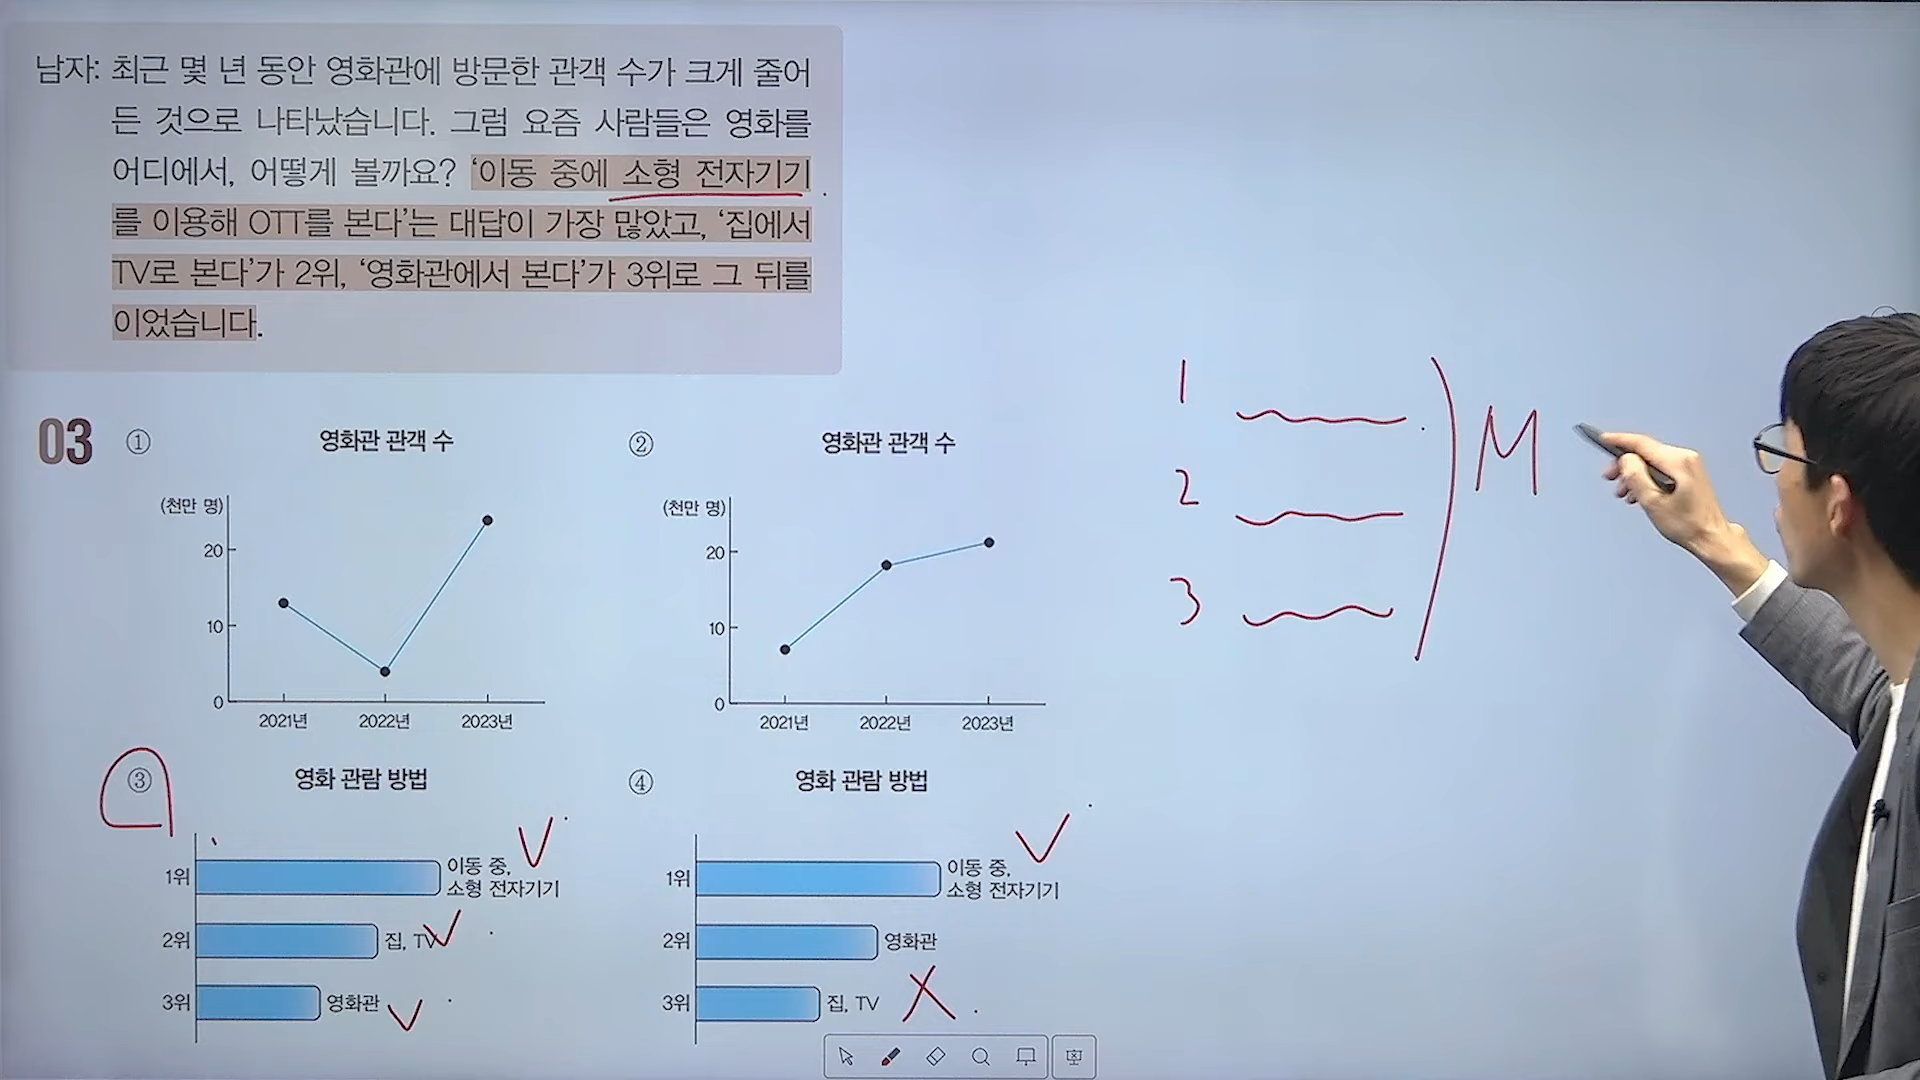 남자: 최근 몇 년 동안 영화관에 방문한 관객 수가 크게 줄어
든 것으로 나타났습니다. 그럼 요즘 사람들은 영화를
어디에서, 어떻게 볼까요? ‘이동 중에 소형 전자기기
를 이용해 OTT를 본다’는 대답이 가장 많았고, ‘집에서
TV로 본다’가 2위, ‘영화관에서 본다’가 3위로 그 뒤를
이었습니다.
03
① 영화관 관객 수
(천만 명)
20
10
0
2021년 2022년 2023년
② 영화관 관객 수
(천만 명)
20
10
0
2021년 2022년 2023년
③ 영화 관람 방법
1위 이동 중,
소형 전자기기
2위 집, TV
3위 영화관
④ 영화 관람 방법
1위 이동 중,
소형 전자기기
2위 영화관
3위 집, TV
1
2
3
M